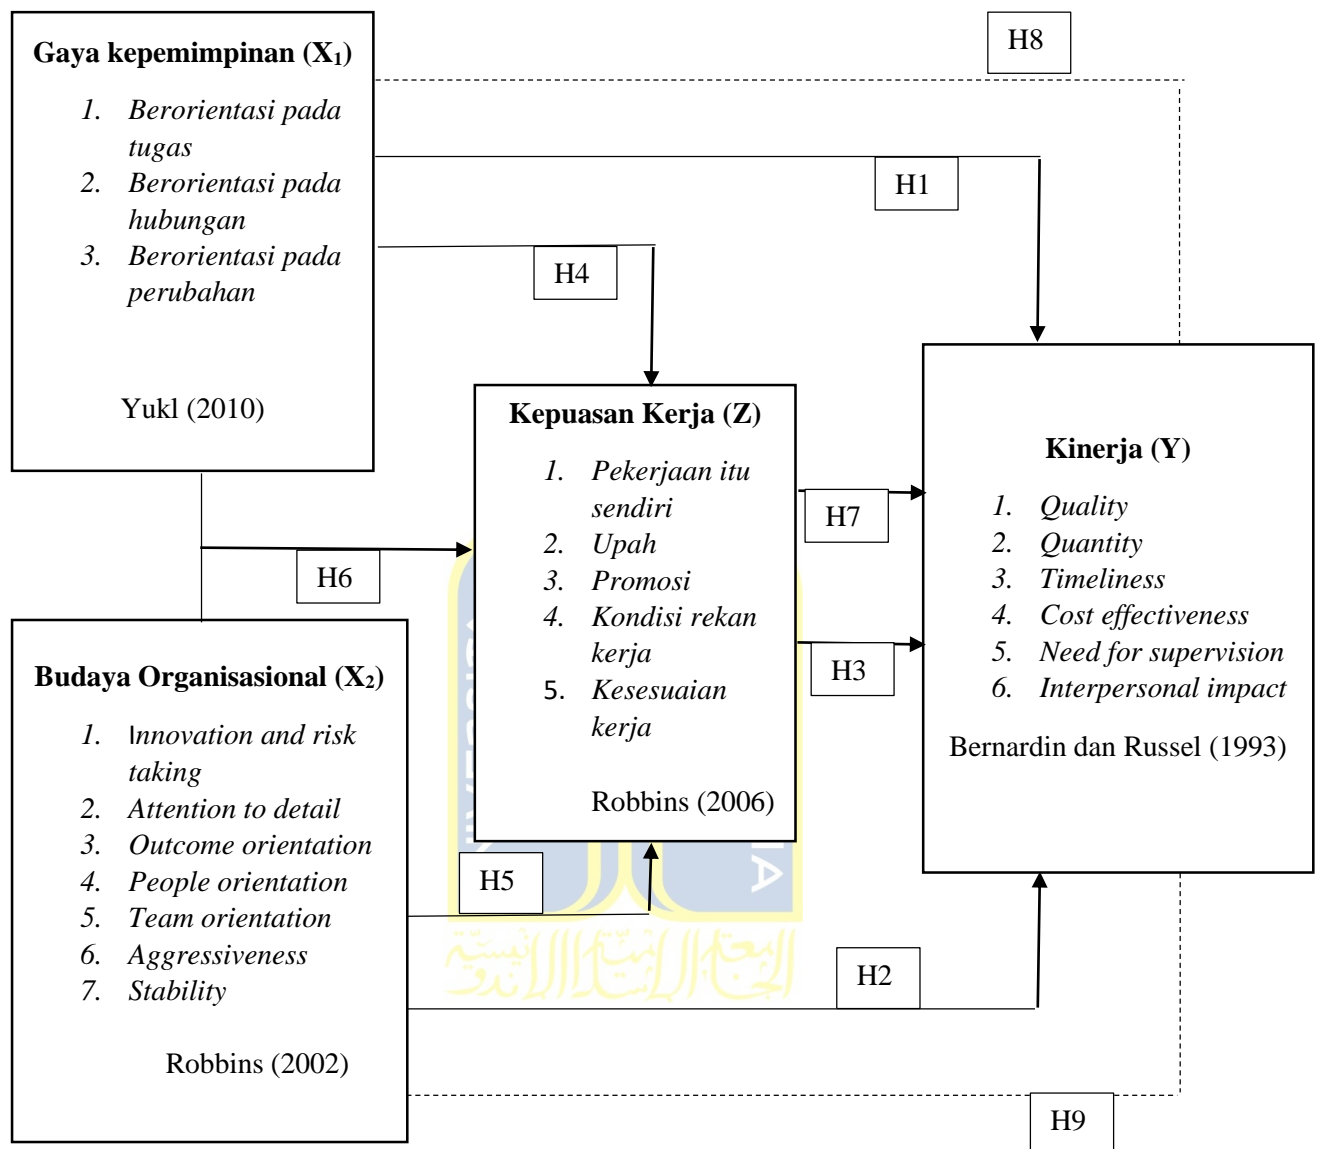 Gaya kepemimpinan (X₁)
1. Berorientasi pada
tugas
2. Berorientasi pada
hubungan
3. Berorientasi pada
perubahan
Yukl (2010)
H8
H1
H4
Kepuasan Kerja (Z)
1. Pekerjaan itu
sendiri
2. Upah
3. Promosi
4. Kondisi rekan
kerja
5. Kesesuaian
kerja
Robbins (2006)
Kinerja (Y)
1. Quality
2. Quantity
3. Timeliness
4. Cost effectiveness
5. Need for supervision
6. Interpersonal impact
Bernardin dan Russel (1993)
H7
H6
H3
Budaya Organisasional (X₂)
1. Innovation and risk
taking
2. Attention to detail
3. Outcome orientation
4. People orientation
5. Team orientation
6. Aggressiveness
7. Stability
Robbins (2002)
H5
H2
H9